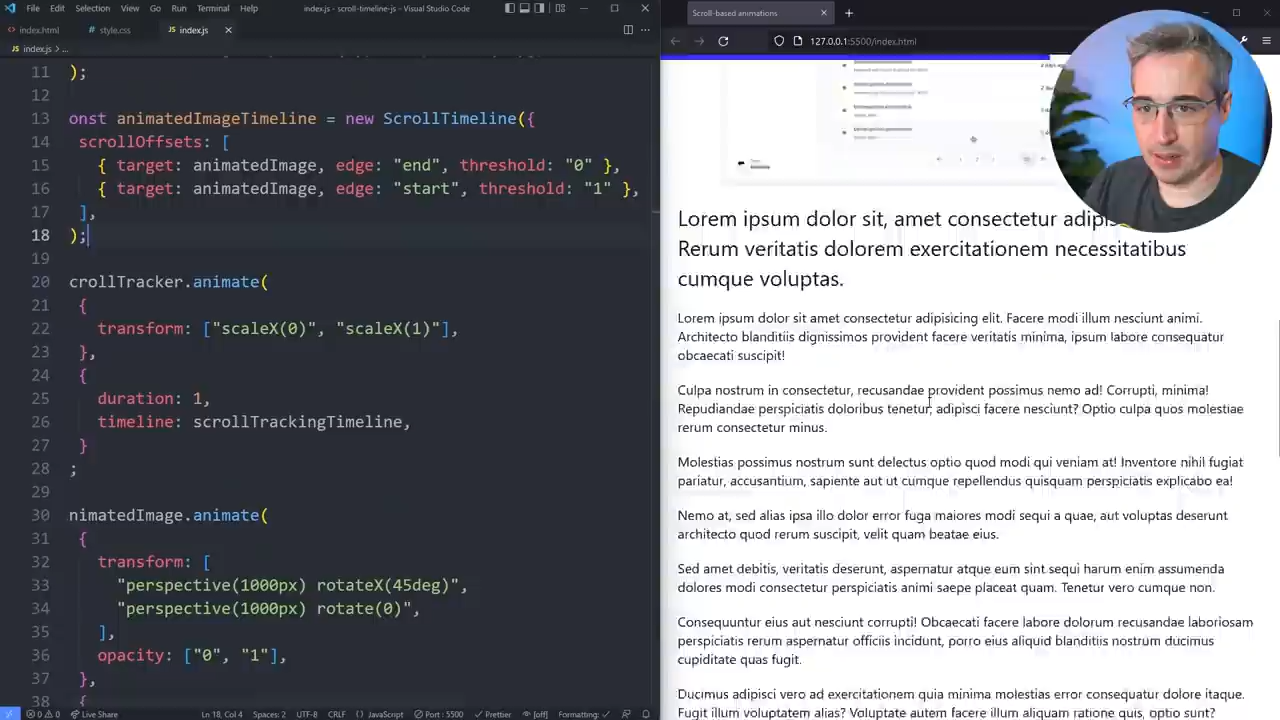 File Edit Selection View Go Run Terminal Help
index.js - scroll-timeline-js - Visual Studio Code
index.html style.css index.js
index.js > ...
11 );
12
13 onst animatedImageTimeline = new ScrollTimeline({
14 scrollOffsets: [
15 { target: animatedImage, edge: "end", threshold: "0" },
16 { target: animatedImage, edge: "start", threshold: "1" },
17 ],
18 );
19
20 crollTracker.animate(
21 {
22 transform: ["scaleX(0)", "scaleX(1)"],
23 },
24 {
25 duration: 1,
26 timeline: scrollTrackingTimeline,
27 }
28 ;
29
30 nimatedImage.animate(
31 {
32 transform: [
33 "perspective(1000px) rotateX(45deg)",
34 "perspective(1000px) rotate(0)",
35 ],
36 opacity: ["0", "1"],
37 },
38 {
0 0 Live Share Ln 18, Col 4 Spaces: 2 UTF-8 CRLF {} JavaScript Port : 5500 Prettier [off] Formatting:
Scroll-based animations
127.0.0.1:5500/index.html
Lorem ipsum dolor sit, amet consectetur
Rerum veritatis dolorem exercitationem necessitatibus
cumque voluptas.
Lorem ipsum dolor sit amet consectetur adipisicing elit. Facere modi illum nesciunt animi.
Architecto blanditiis dignissimos provident facere veritatis minima, ipsum labore consequatur
obcaecati suscipit!
Culpa nostrum in consectetur, recusandae provident possimus nemo ad! Corrupti, minima!
Repudiandae perspiciatis doloribus tenetur, adipisci facere nesciunt? Optio culpa quos molestiae
rerum consectetur minus.
Molestias possimus nostrum sunt delectus optio quod modi qui veniam at! Inventore nihil fugiat
pariatur, accusantium, sapiente aut ut cumque repellendus quisquam perspiciatis explicabo ea!
Nemo at, sed alias ipsa illo dolor error fuga maiores modi sequi a quae, aut voluptas deserunt
architecto quod rerum suscipit, velit quam beatae eius.
Sed amet debitis, veritatis deserunt, aspernatur atque eum sint sequi harum enim assumenda
dolores modi consectetur perspiciatis animi saepe placeat quam. Tenetur vero cumque non.
Consequuntur eius aut nesciunt corrupti! Obcaecati facere labore dolorum recusandae laboriosam
perspiciatis rerum aspernatur officiis incidunt, porro eius aliquid blanditiis nostrum ducimus
cupiditate quas fugit.
Ducimus adipisci vero ad exercitationem quia minima molestias error consequatur dolore itaque.
Fugit illum voluptatem alias? Voluptate autem facere illum aliquam ratione quis, optio sunt?